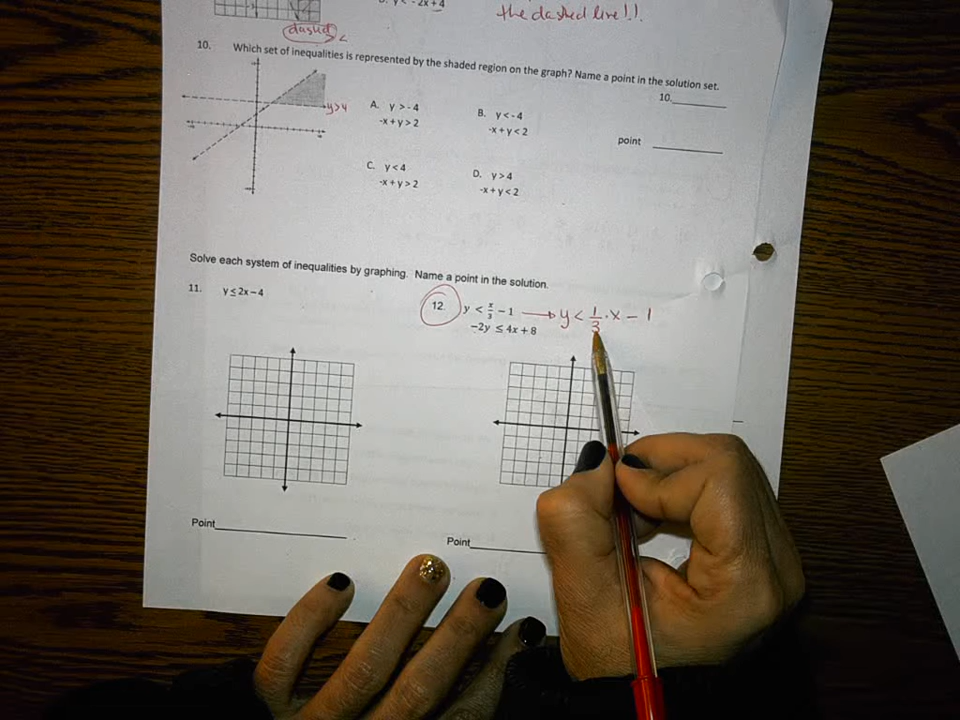 y < - 2x + 4
the dashed line!!.
dashed
10. Which set of inequalities is represented by the shaded region on the graph? Name a point in the solution set.
10.
y>4
A. y > - 4
-x + y > 2
B. y < - 4
-x + y < 2
point
C. y < 4
-x + y > 2
D. y > 4
-x + y < 2
Solve each system of inequalities by graphing. Name a point in the solution.
11. y ≤ 2x – 4
12. y < x/3 – 1 → y < 1/3 · x – 1
–2y ≤ 4x + 8
Point
Point